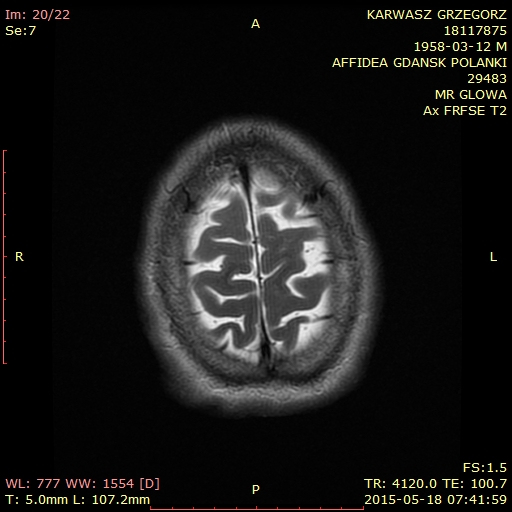 Im: 20/22
Se:7
A
KARWASZ GRZEGORZ
18117875
1958-03-12 M
AFFIDEA GDANSK POLANKI
29483
MR GLOWA
Ax FRFSE T2
R
L
WL: 777 WW: 1554 [D]
T: 5.0mm L: 107.2mm
P
FS:1.5
TR: 4120.0 TE: 100.7
2015-05-18 07:41:59